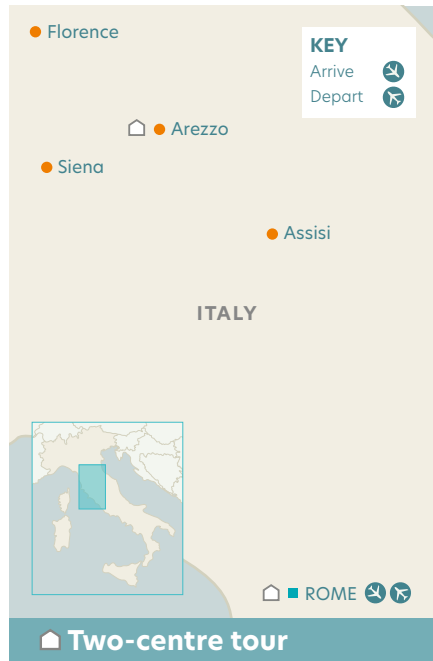 Florence
KEY
Arrive
Depart
Arezzo
Siena
Assisi
ITALY
ROME
Two-centre tour